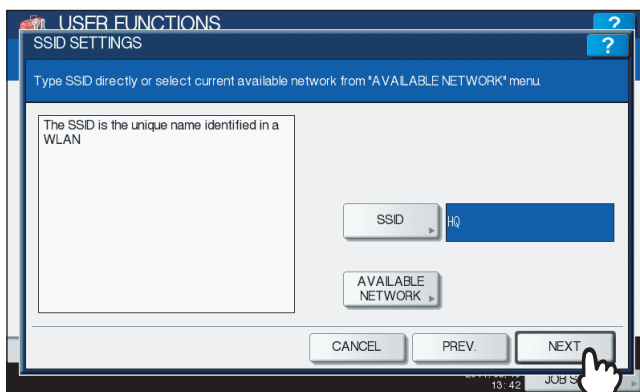 USER FUNCTIONS
?
SSID SETTINGS
?
Type SSID directly or select current available network from "AVAILABLE NETWORK" menu.
The SSID is the unique name identified in a
WLAN
SSID
HQ
AVAILABLE
NETWORK
CANCEL
PREV.
NEXT
13:42
JOB